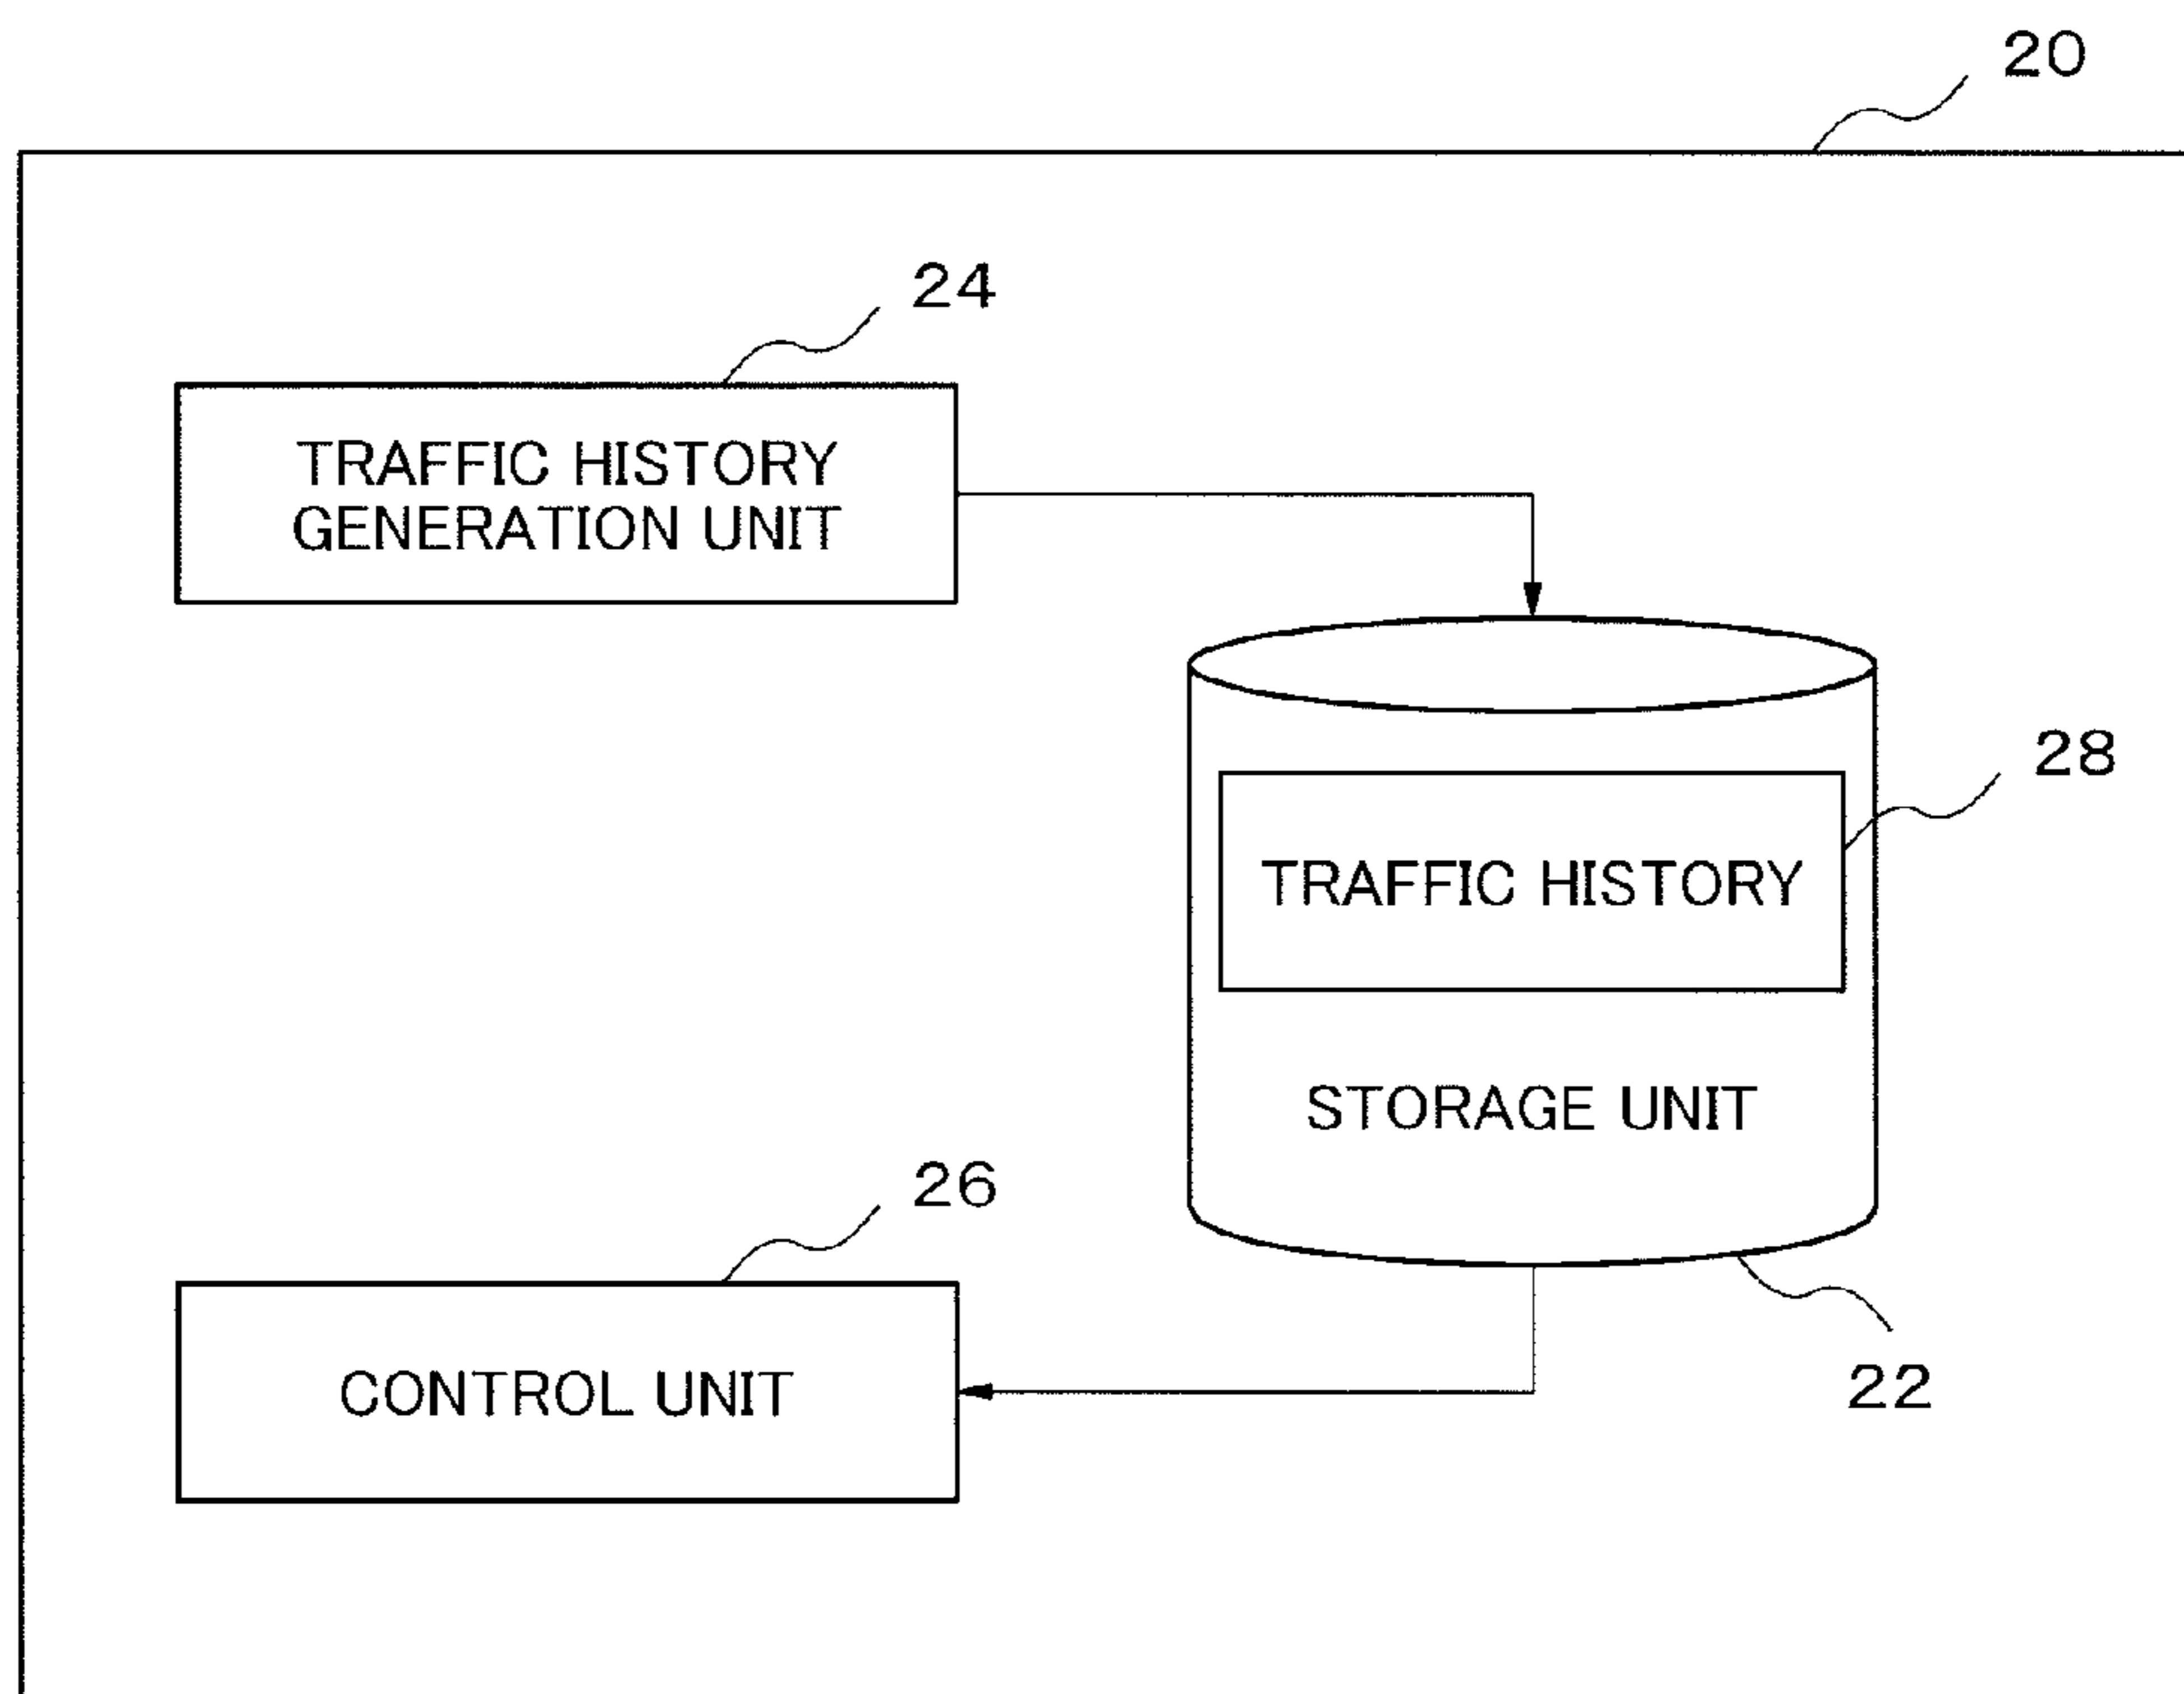 20
24
TRAFFIC HISTORY
GENERATION UNIT
28
TRAFFIC HISTORY
STORAGE UNIT
26
CONTROL UNIT
22